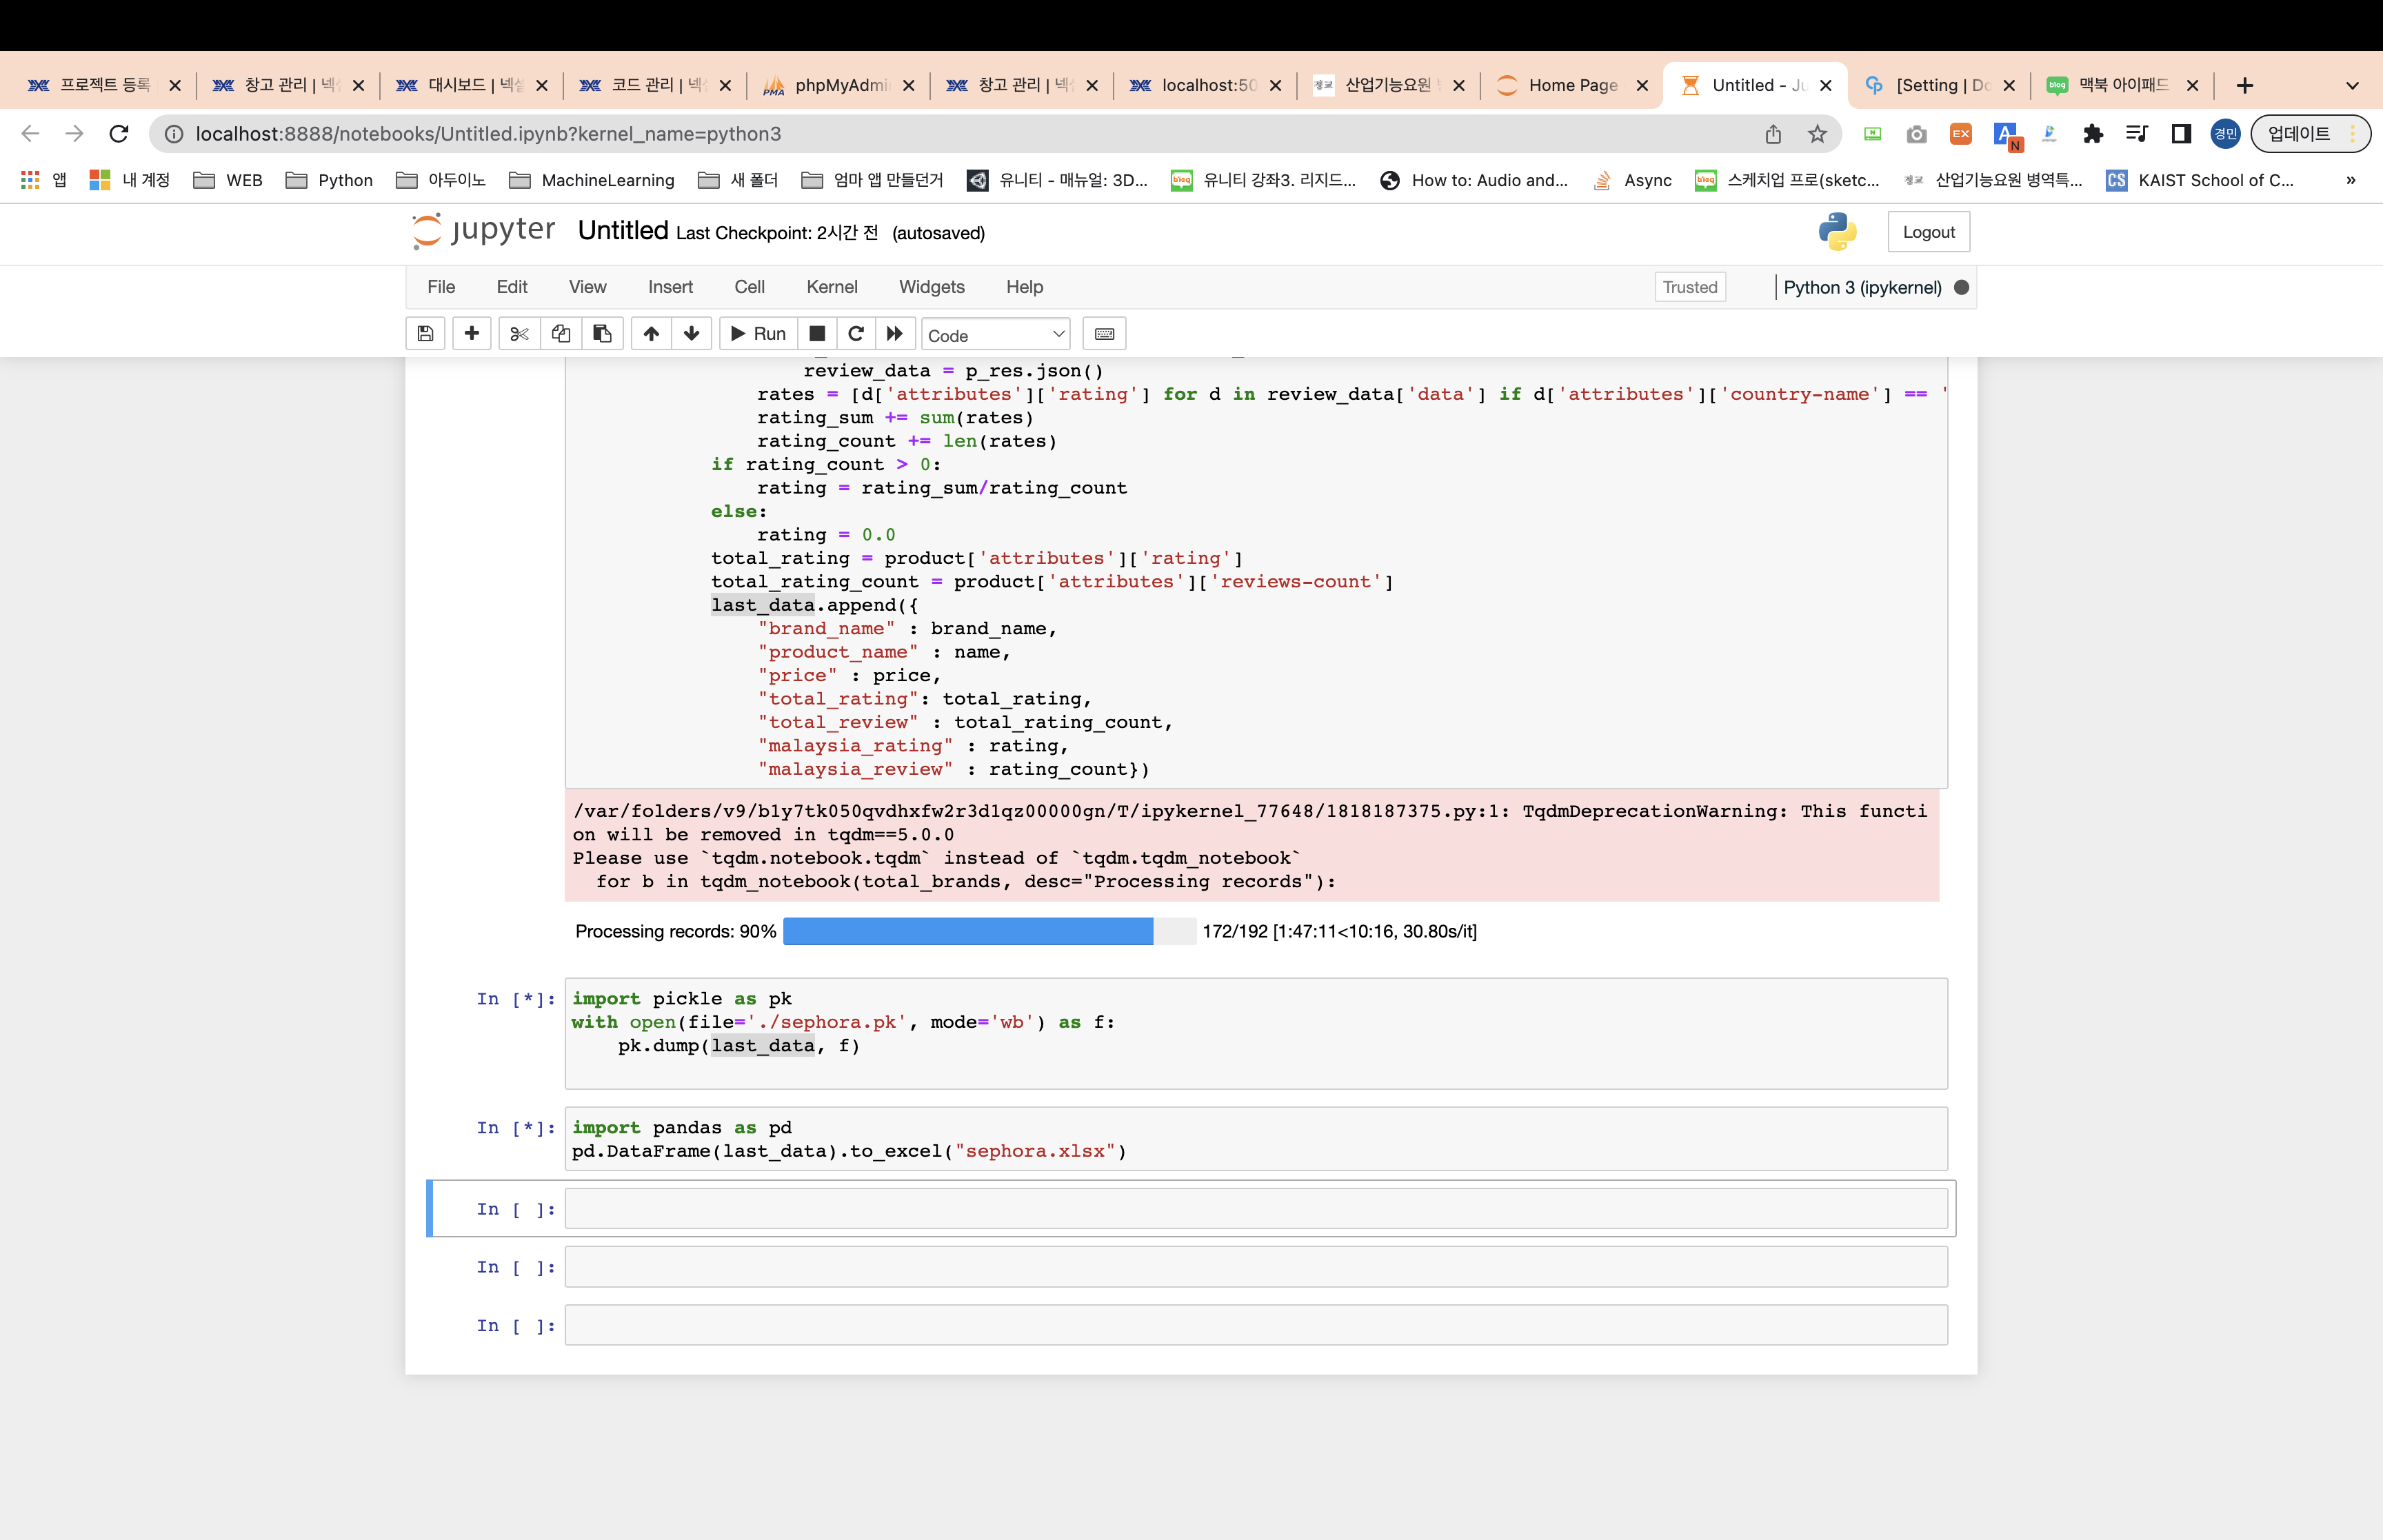 프로젝트 등록
창고 관리 | 넥
대시보드 | 넥
코드 관리 | 넥
PMA phpMyAdmi
창고 관리 | 넥
localhost:50
산업기능요원
Home Page
Untitled - Ju
[Setting | Do
blog 맥북 아이패드
localhost:8888/notebooks/Untitled.ipynb?kernel_name=python3
EX
A
N
경민
업데이트
앱
내 계정
WEB
Python
아두이노
MachineLearning
새 폴더
엄마 앱 만들던거
유니티 - 매뉴얼: 3D...
blog 유니티 강좌3. 리지드...
How to: Audio and...
Async
blog 스케치업 프로(sketc...
산업기능요원 병역특...
CS KAIST School of C...
»
jupyter Untitled Last Checkpoint: 2시간 전 (autosaved)
Logout
File Edit View Insert Cell Kernel Widgets Help
Trusted
Python 3 (ipykernel)
Run
Code
review_data = p_res.json()
rates = [d['attributes']['rating'] for d in review_data['data'] if d['attributes']['country-name'] == '
rating_sum += sum(rates)
rating_count += len(rates)
if rating_count > 0:
rating = rating_sum/rating_count
else:
rating = 0.0
total_rating = product['attributes']['rating']
total_rating_count = product['attributes']['reviews-count']
last_data.append({
"brand_name" : brand_name,
"product_name" : name,
"price" : price,
"total_rating": total_rating,
"total_review" : total_rating_count,
"malaysia_rating" : rating,
"malaysia_review" : rating_count})
/var/folders/v9/b1y7tk050qvdhxfw2r3d1qz00000gn/T/ipykernel_77648/1818187375.py:1: TqdmDeprecationWarning: This functi
on will be removed in tqdm==5.0.0
Please use `tqdm.notebook.tqdm` instead of `tqdm.tqdm_notebook`
for b in tqdm_notebook(total_brands, desc="Processing records"):
Processing records: 90% 172/192 [1:47:11<10:16, 30.80s/it]
In [*]: import pickle as pk
with open(file='./sephora.pk', mode='wb') as f:
pk.dump(last_data, f)
In [*]: import pandas as pd
pd.DataFrame(last_data).to_excel("sephora.xlsx")
In [ ]:
In [ ]:
In [ ]: